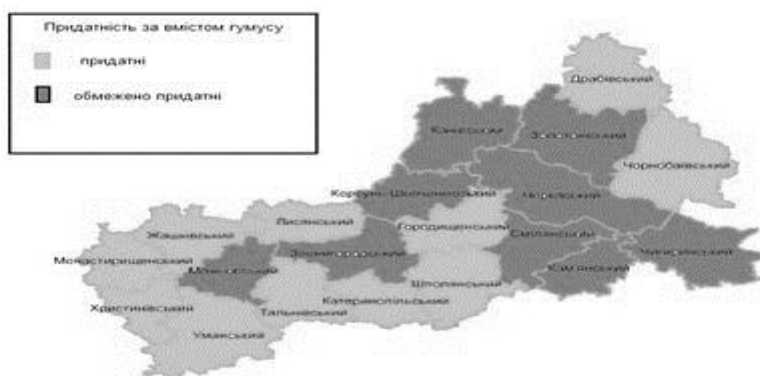 Придатність за вмістом гумусу
придатні
обмежено придатні
Драбівський
Канівський
Золотоніський
Чорнобаївський
Корсунь-Шевченківський
Черкаський
Лисянський
Городищенський
Жашківський
Смілянський
Чигиринський
Звенигородський
Монастирищенський
Маньківський
Кам'янський
Шполянський
Христинівський
Катеринопільський
Тальнівський
Уманський